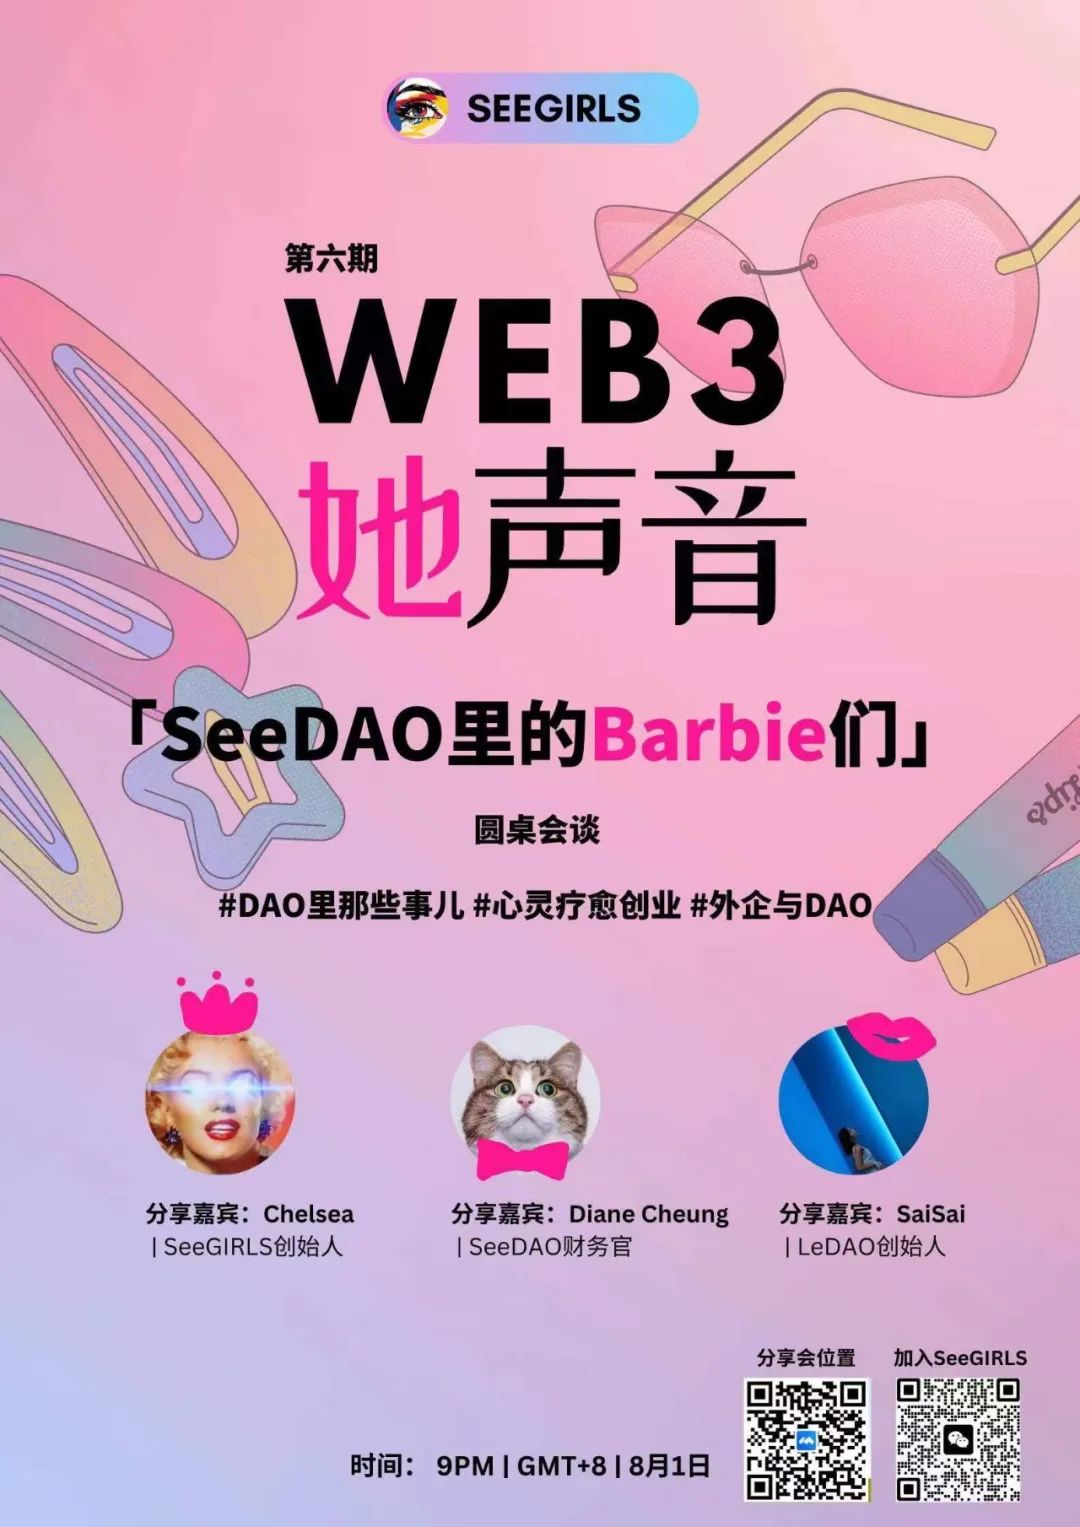 SEEGIRLS
第六期
WEB3
她声音
「SeeDAO里的Barbie们」
圆桌会谈
#DAO里那些事儿 #心灵疗愈创业 #外企与DAO
分享嘉宾：Chelsea
| SeeGIRLS创始人
分享嘉宾：Diane Cheung
| SeeDAO财务官
分享嘉宾：SaiSai
| LeDAO创始人
分享会位置
加入SeeGIRLS
时间： 9PM | GMT+8 | 8月1日